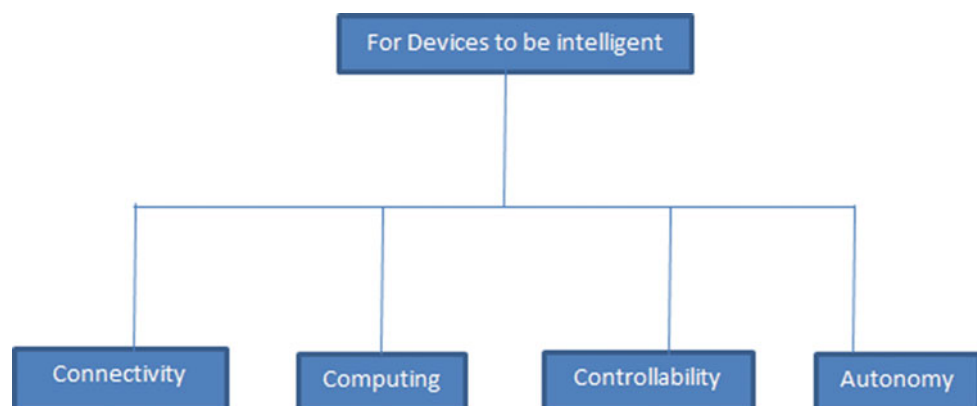 For Devices to be intelligent
Connectivity
Computing
Controllability
Autonomy